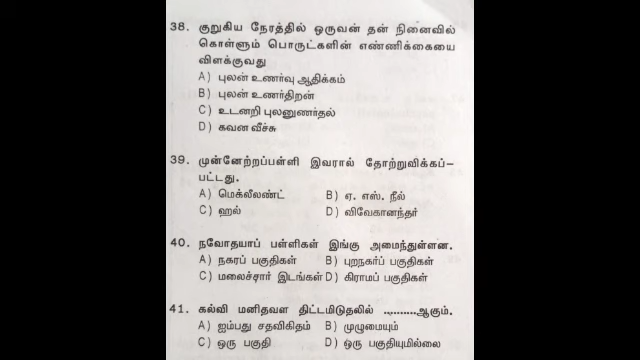 38. குறுகிய நேரத்தில் ஒருவன் தன் நினைவில்
கொள்ளும் பொருட்களின் எண்ணிக்கையை
விளக்குவது
A) புலன் உணர்வு ஆதிக்கம்
B) புலன் உணர்திறன்
C) உடனறி புலனுணர்தல்
D) கவன வீச்சு
39. முன்னேற்றப்பள்ளி இவரால் தோற்றுவிக்கப்–
பட்டது.
A) மெக்லீலண்ட் B) ஏ. எஸ். நீல்
C) ஹல் D) விவேகானந்தர்
40. நவோதயாப் பள்ளிகள் இங்கு அமைந்துள்ளன.
A) நகரப் பகுதிகள் B) புறநகர்ப் பகுதிகள்
C) மலைச்சார் இடங்கள் D) கிராமப் பகுதிகள்
41. கல்வி மனிதவள திட்டமிடுதலில் ..........ஆகும்.
A) ஐம்பது சதவிகிதம் B) முழுமையும்
C) ஒரு பகுதி D) ஒரு பகுதியுமில்லை